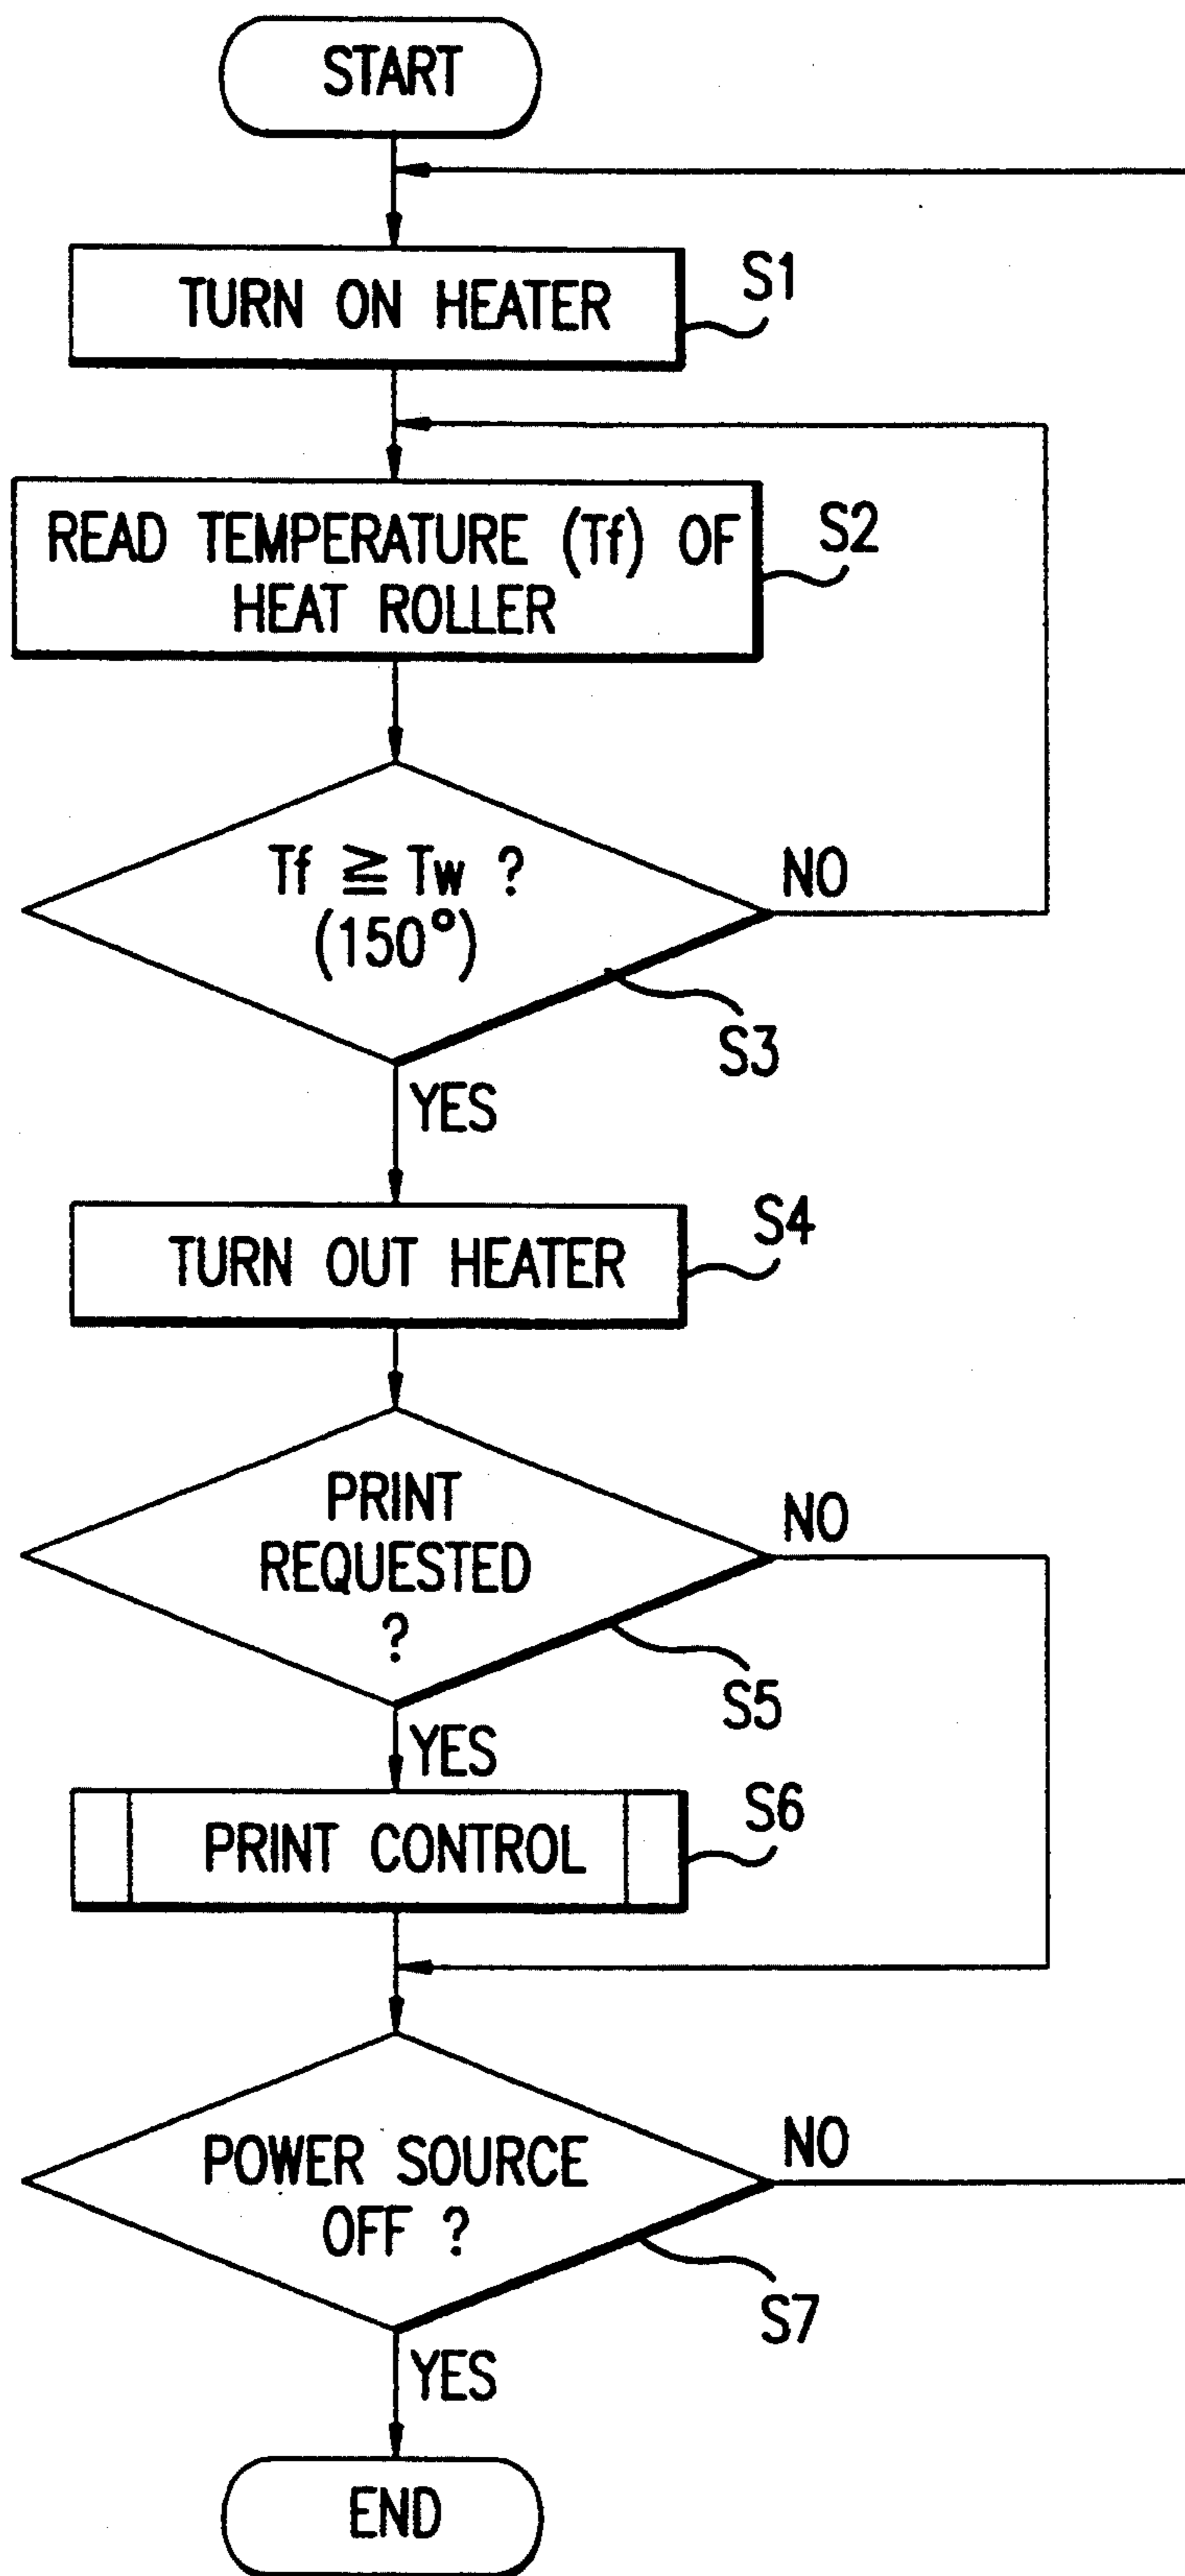 START
TURN ON HEATER
S1
READ TEMPERATURE (Tf) OF
HEAT ROLLER
S2
Tf ≧ Tw ?
(150°)
NO
S3
YES
TURN OUT HEATER
S4
PRINT
REQUESTED
?
NO
S5
YES
PRINT CONTROL
S6
POWER SOURCE
OFF ?
NO
S7
YES
END